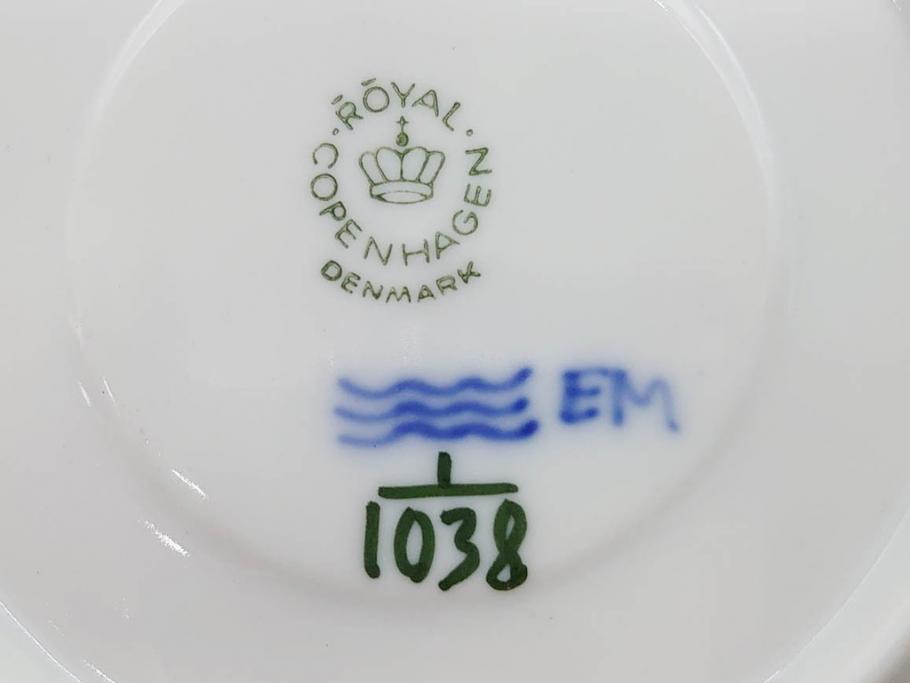 ROYAL
COPENHAGEN
DENMARK
EM
1
1038